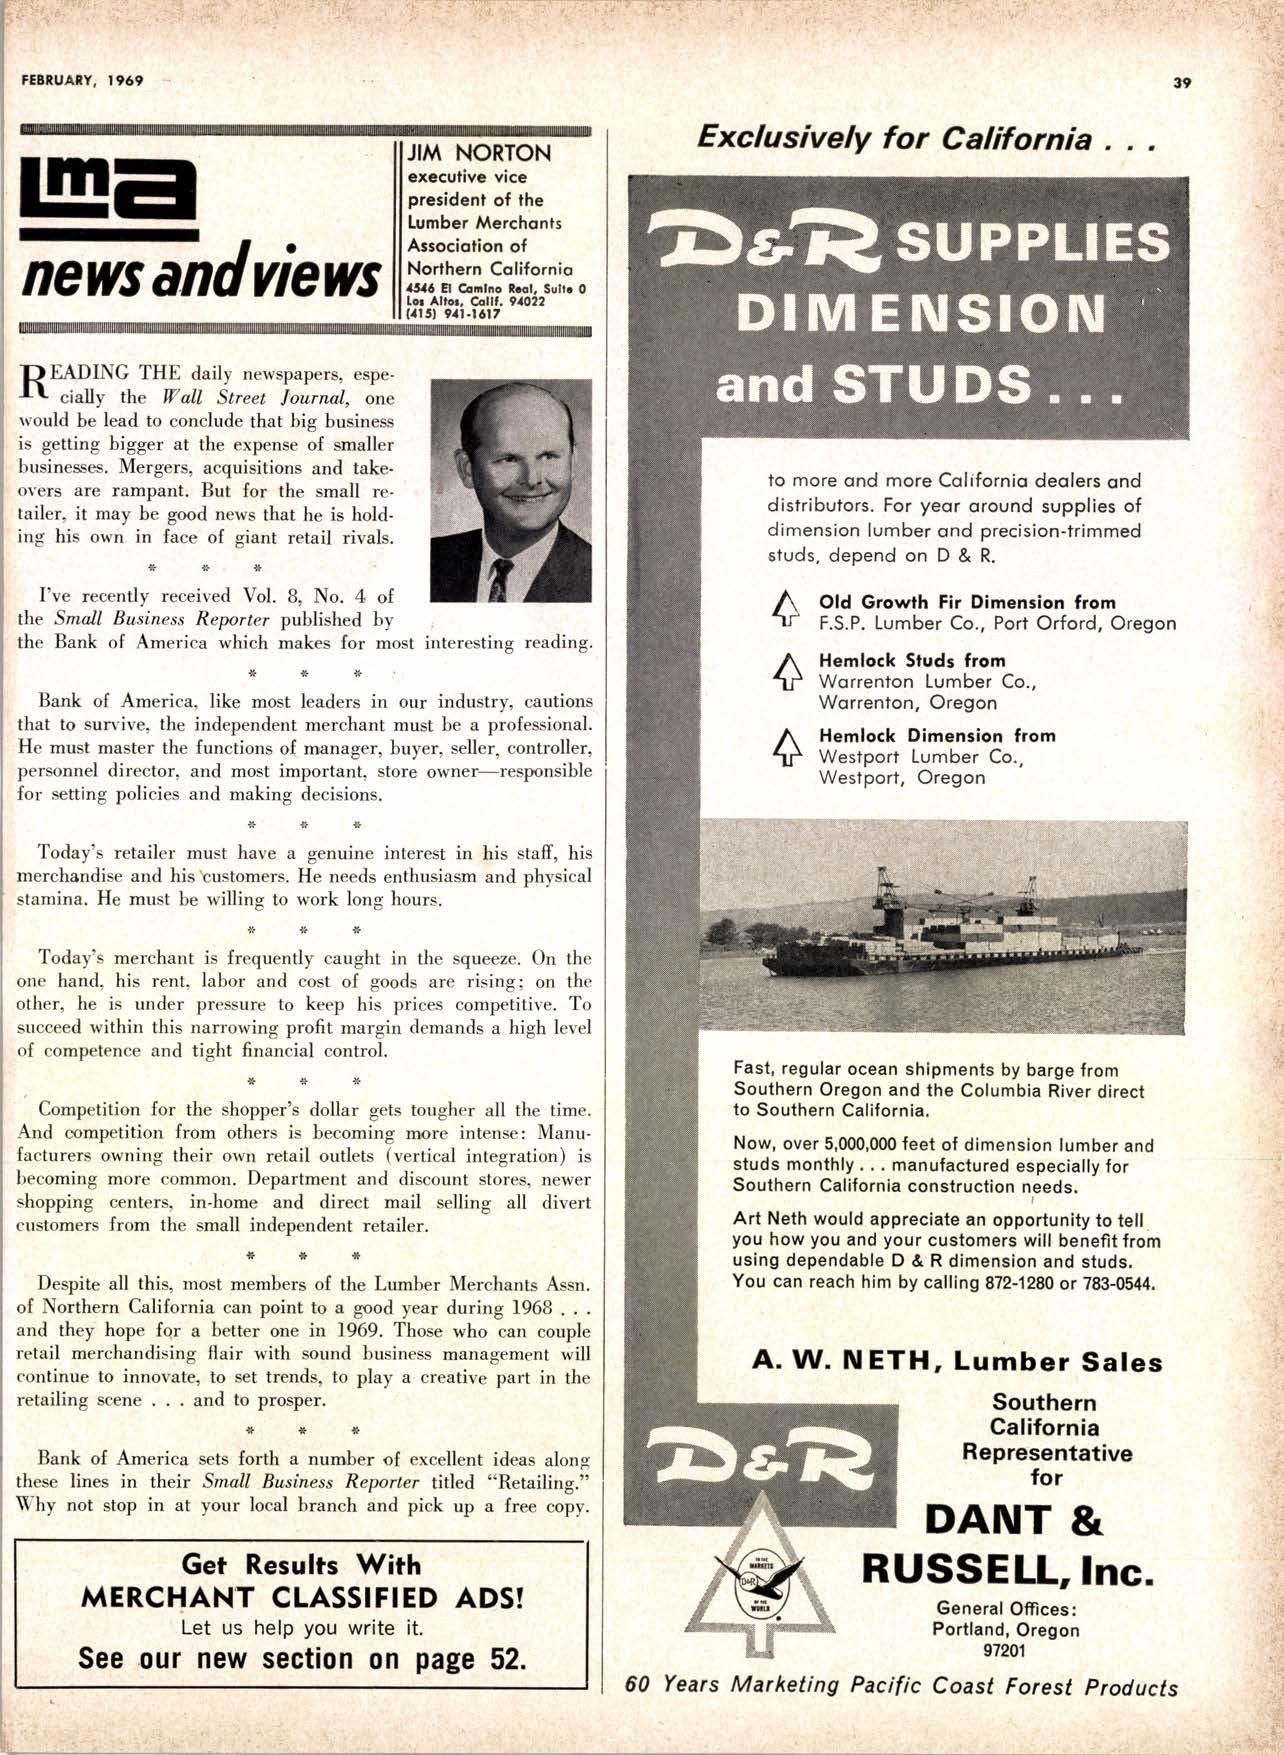 FEBRUARY, 1969
39
Lma
news and views
JIM NORTON
executive vice
president of the
Lumber Merchants
Association of
Northern California
4546 El Camino Real, Suite O
Los Altos, Calif. 94022
(415) 941-1617
READING THE daily newspapers, espe-
cially the Wall Street Journal, one
would be lead to conclude that big business
is getting bigger at the expense of smaller
businesses. Mergers, acquisitions and take-
overs are rampant. But for the small re-
tailer, it may be good news that he is hold-
ing his own in face of giant retail rivals.
* * *
I've recently received Vol. 8, No. 4 of
the Small Business Reporter published by
the Bank of America which makes for most interesting reading.
* * *
Bank of America, like most leaders in our industry, cautions
that to survive, the independent merchant must be a professional.
He must master the functions of manager, buyer, seller, controller,
personnel director, and most important, store owner—responsible
for setting policies and making decisions.
* * *
Today's retailer must have a genuine interest in his staff, his
merchandise and his customers. He needs enthusiasm and physical
stamina. He must be willing to work long hours.
* * *
Today's merchant is frequently caught in the squeeze. On the
one hand, his rent, labor and cost of goods are rising; on the
other, he is under pressure to keep his prices competitive. To
succeed within this narrowing profit margin demands a high level
of competence and tight financial control.
* * *
Competition for the shopper's dollar gets tougher all the time.
And competition from others is becoming more intense: Manu-
facturers owning their own retail outlets (vertical integration) is
becoming more common. Department and discount stores, newer
shopping centers, in-home and direct mail selling all divert
customers from the small independent retailer.
* * *
Despite all this, most members of the Lumber Merchants Assn.
of Northern California can point to a good year during 1968 . . .
and they hope for a better one in 1969. Those who can couple
retail merchandising flair with sound business management will
continue to innovate, to set trends, to play a creative part in the
retailing scene . . . and to prosper.
* * *
Bank of America sets forth a number of excellent ideas along
these lines in their Small Business Reporter titled “Retailing.”
Why not stop in at your local branch and pick up a free copy.
Get Results With
MERCHANT CLASSIFIED ADS!
Let us help you write it.
See our new section on page 52.
Exclusively for California . . .
D&R SUPPLIES
DIMENSION
and STUDS . . .
to more and more California dealers and
distributors. For year around supplies of
dimension lumber and precision-trimmed
studs, depend on D & R.
Old Growth Fir Dimension from
F.S.P. Lumber Co., Port Orford, Oregon
Hemlock Studs from
Warrenton Lumber Co.,
Warrenton, Oregon
Hemlock Dimension from
Westport Lumber Co.,
Westport, Oregon
Fast, regular ocean shipments by barge from
Southern Oregon and the Columbia River direct
to Southern California.
Now, over 5,000,000 feet of dimension lumber and
studs monthly . . . manufactured especially for
Southern California construction needs.
Art Neth would appreciate an opportunity to tell
you how you and your customers will benefit from
using dependable D & R dimension and studs.
You can reach him by calling 872-1280 or 783-0544.
A. W. NETH, Lumber Sales
Southern
California
Representative
for
DANT &
RUSSELL, Inc.
General Offices:
Portland, Oregon
97201
D&R
TO THE
MARKETS
D&R
OF THE
WORLD
60 Years Marketing Pacific Coast Forest Products